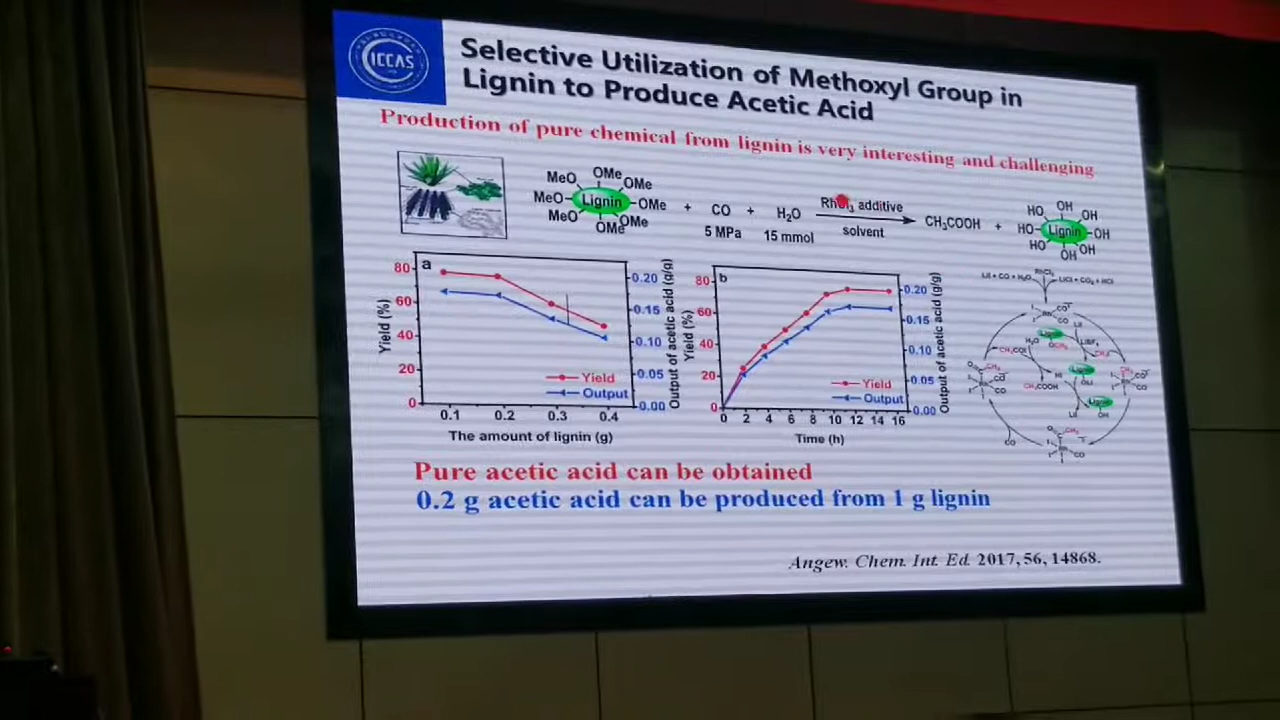 ICCAS
Selective Utilization of Methoxyl Group in
Lignin to Produce Acetic Acid
Production of pure chemical from lignin is very interesting and challenging
MeO OMe OMe
MeO Lignin OMe
MeO OMe OMe
+ CO + H₂O
5 MPa 15 mmol
additive
solvent
CH₃COOH +
HO OH OH
HO Lignin OH
HO OH OH
a
Yield (%)
80
60
40
20
0
0.1 0.2 0.3 0.4
The amount of lignin (g)
Yield
Output
0.20
0.15
0.10
0.05
0.00
Output of acetic acid (g/g)
b
Yield (%)
80
60
40
20
0
0 2 4 6 8 10 12 14 16
Time (h)
Yield
Output
0.20
0.15
0.10
0.05
0.00
Output of acetic acid (g/g)
Pure acetic acid can be obtained
0.2 g acetic acid can be produced from 1 g lignin
Angew. Chem. Int. Ed. 2017, 56, 14868.